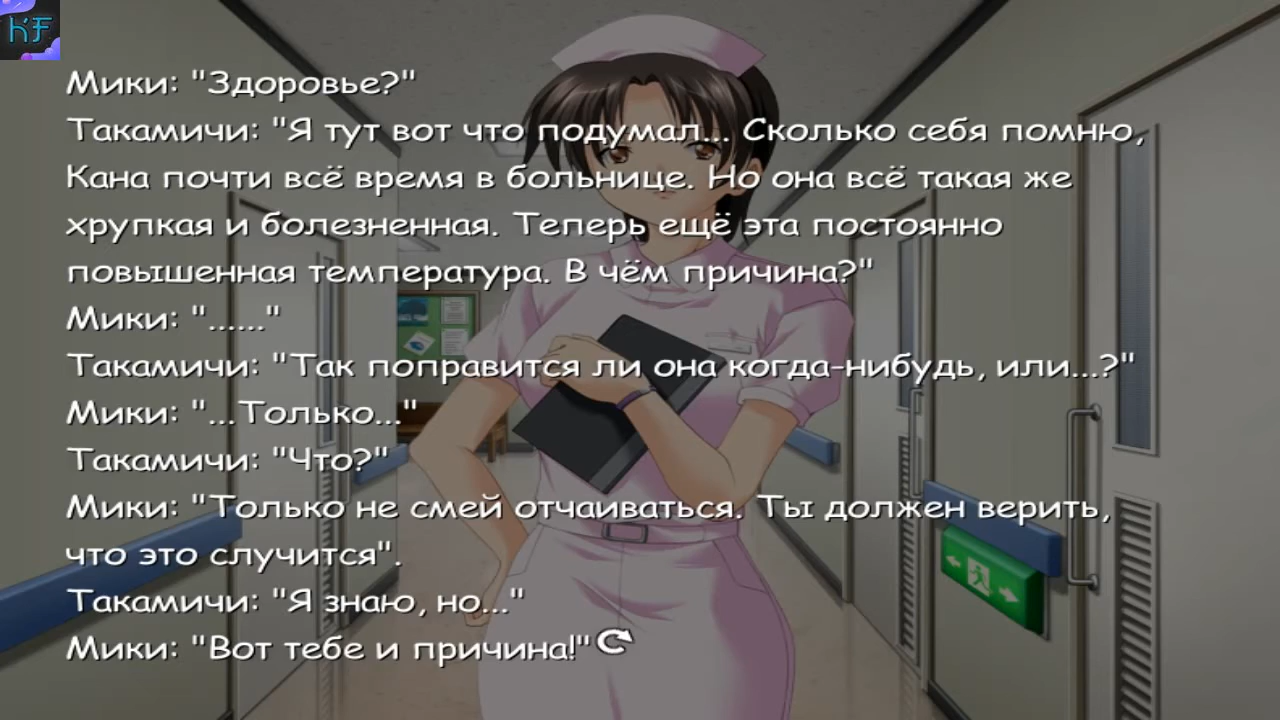 KF
Мики: "Здоровье?"
Такамичи: "Я тут вот что подумал... Сколько себя помню,
Кана почти всё время в больнице. Но она всё такая же
хрупкая и болезненная. Теперь ещё эта постоянно
повышенная температура. В чём причина?"
Мики: "......"
Такамичи: "Так поправится ли она когда-нибудь, или...?"
Мики: "...Только..."
Такамичи: "Что?"
Мики: "Только не смей отчаиваться. Ты должен верить,
что это случится".
Такамичи: "Я знаю, но..."
Мики: "Вот тебе и причина!"